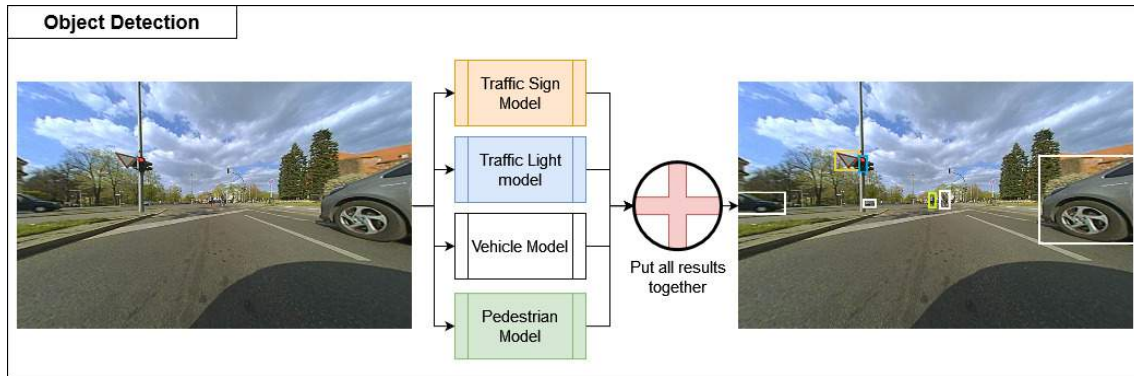 Object Detection
Traffic Sign
Model
Traffic Light
model
Vehicle Model
Pedestrian
Model
Put all results
together